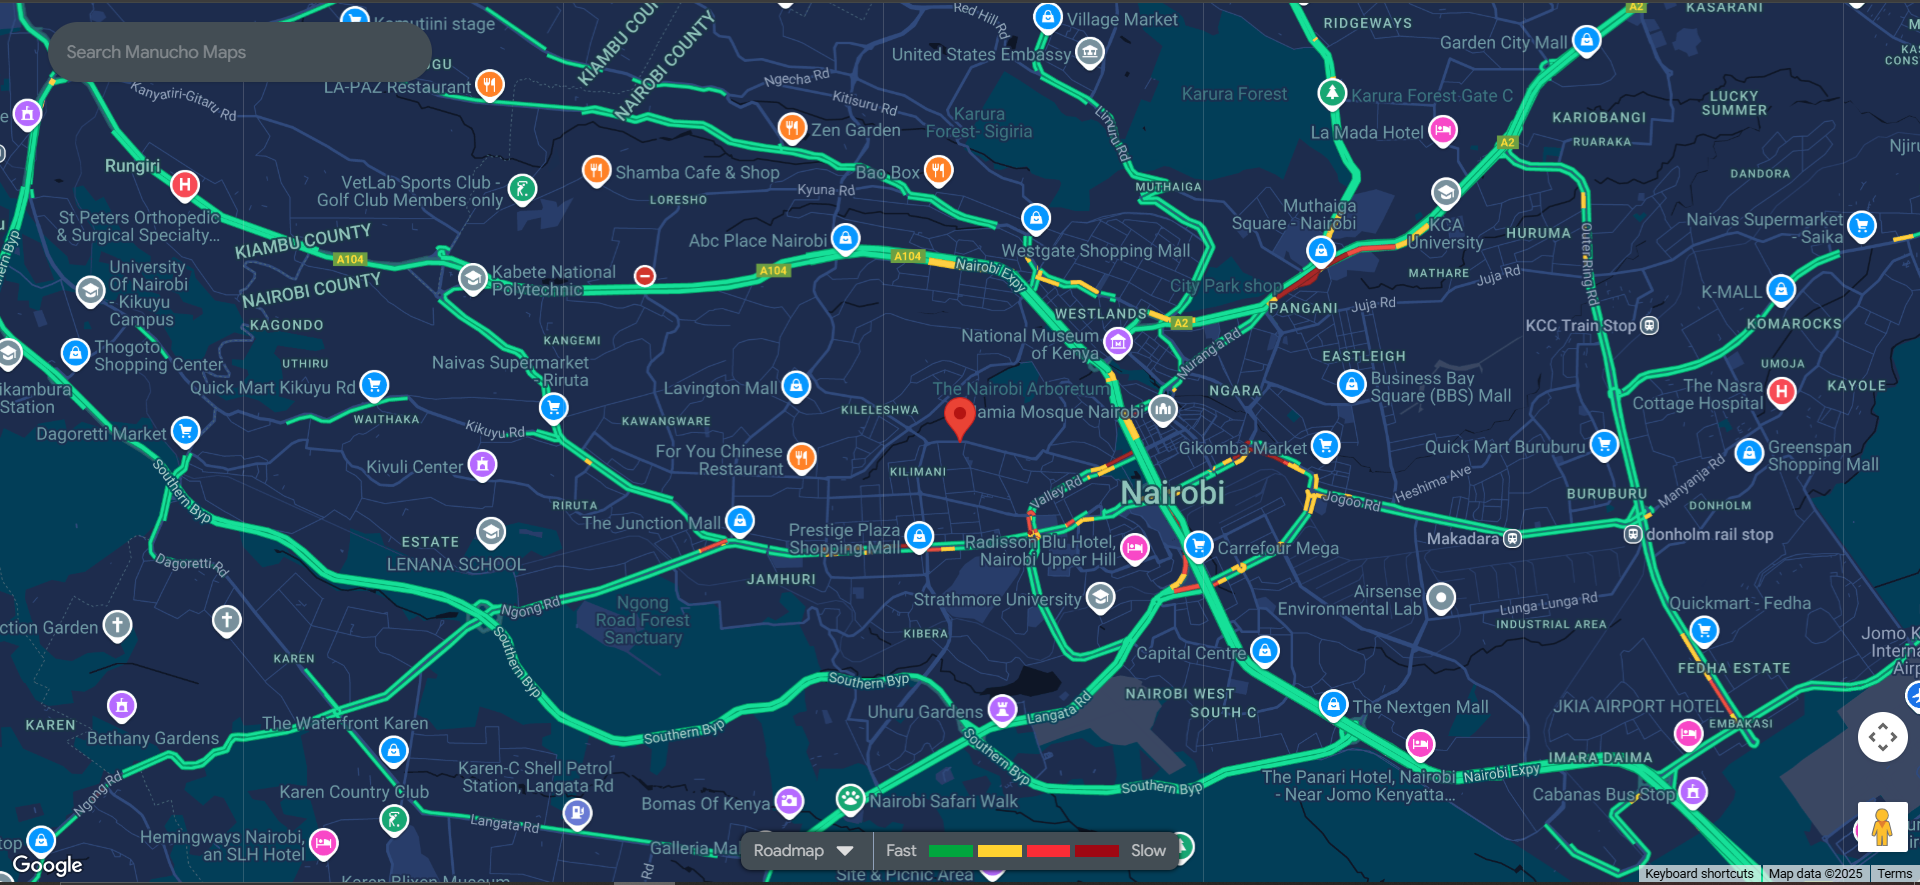 Search Manucho Maps
Kamutiini stage
LA-PAZ Restaurant
Kanyariri-Gitaru Rd
KIAMBU COUNTY
NAIROBI COUNTY
Red Hill Rd
Village Market
United States Embassy
RIDGEWAYS
Garden City Mall
A2
KASARANI
Ngecha Rd
Kitisuru Rd
Zen Garden
Karura
Forest- Sigiria
Limuru Rd
Karura Forest
Karura Forest Gate C
La Mada Hotel
A2
KARIOBANGI
RUARAKA
LUCKY
SUMMER
DANDORA
Rungiri
St Peters Orthopedic
& Surgical Specialty...
VetLab Sports Club -
Golf Club Members only
Shamba Cafe & Shop
LORESHO
Bao Box
Kyuna Rd
MUTHAIGA
Muthaiga
Square - Nairobi
KCA
University
HURUMA
Outer Ring Rd
Naivas Supermarket
- Saika
KIAMBU COUNTY
A104
NAIROBI COUNTY
University
Of Nairobi
- Kikuyu
Campus
Kabete National
Polytechnic
Abc Place Nairobi
A104
A104
Nairobi Expy
Westgate Shopping Mall
City Park shop
MATHARE
Juja Rd
Juja Rd
K-MALL
KAGONDO
UTHIRU
Thogoto
Shopping Center
Quick Mart Kikuyu Rd
KANGEMI
Naivas Supermarket
- Riruta
WESTLANDS
A2
PANGANI
National Museum
of Kenya
Murang'a Rd
KCC Train Stop
KOMAROCKS
UMOJA
KAYOLE
EASTLEIGH
Business Bay
Square (BBS) Mall
NGARA
The Nasra
Cottage Hospital
Lavington Mall
The Nairobi Arboretum
KILELESHWA
Jamia Mosque Nairobi
Station
WAITHAKA
Dagoretti Market
Kikuyu Rd
KAWANGWARE
Kivuli Center
For You Chinese
Restaurant
KILIMANI
Gikomba Market
Quick Mart Buruburu
Greenspan
Shopping Mall
Southern Byp
Valley Rd
Nairobi
Jogoo Rd
Heshima Ave
BURUBURU
Manyanja Rd
DONHOLM
RIRUTA
The Junction Mall
Prestige Plaza
Shopping Mall
Radisson Blu Hotel,
Nairobi Upper Hill
Carrefour Mega
Makadara
donholm rail stop
ESTATE
LENANA SCHOOL
Dagoretti Rd
JAMHURI
Strathmore University
Airsense
Environmental Lab
Lunga Lunga Rd
INDUSTRIAL AREA
Quickmart - Fedha
Ngong Rd
Ngong
Road Forest
Sanctuary
KIBERA
Capital Centre
FEDHA ESTATE
KAREN
Southern Byp
Southern Byp
Southern Byp
Uhuru Gardens
Langata Rd
NAIROBI WEST
SOUTH C
The Nextgen Mall
JKIA AIRPORT HOTEL
EMBAKASI
KAREN
Bethany Gardens
The Waterfront Karen
Southern Byp
Southern Byp
IMARA DAIMA
Nairobi Expy
The Panari Hotel, Nairobi
- Near Jomo Kenyatta...
Cabanas Bus Stop
Ngong Rd
Karen Country Club
Karen-C Shell Petrol
Station, Langata Rd
Bomas Of Kenya
Nairobi Safari Walk
Hemingways Nairobi,
an SLH Hotel
Langata Rd
Roadmap
Fast
Slow
Site & Picnic Area
Google
Keyboard shortcuts
Map data ©2025
Terms